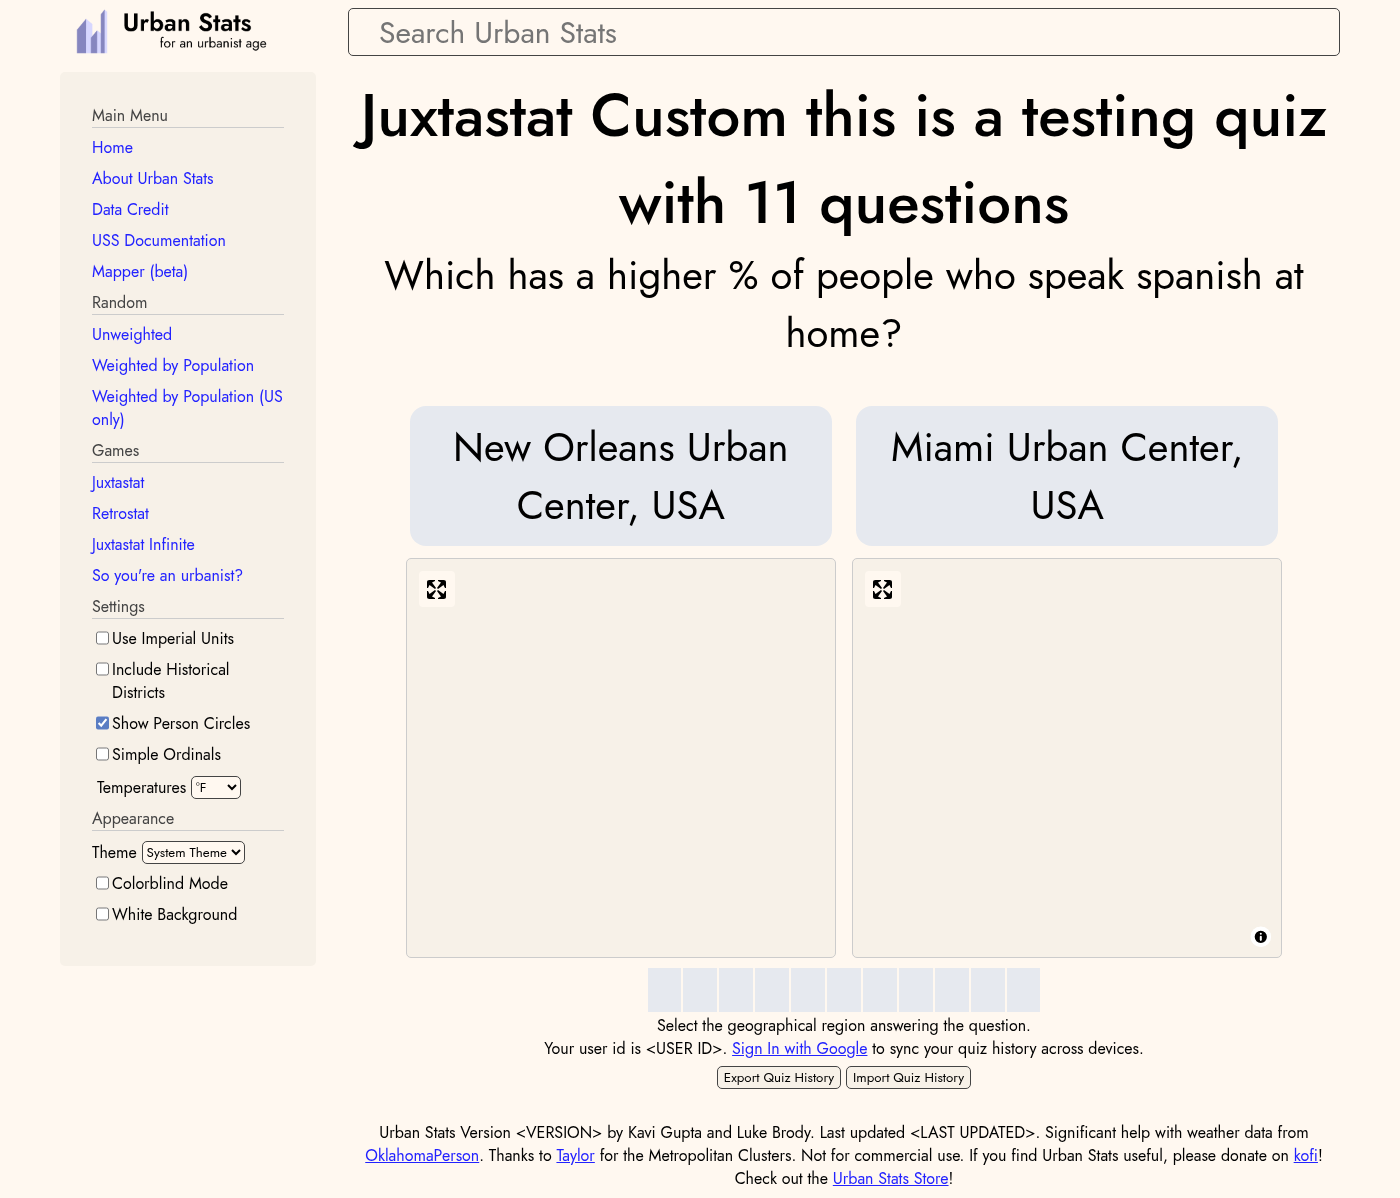 Urban Stats
for an urbanist age
Search Urban Stats
Main Menu
Home
About Urban Stats
Data Credit
USS Documentation
Mapper (beta)
Random
Unweighted
Weighted by Population
Weighted by Population (US
only)
Games
Juxtastat
Retrostat
Juxtastat Infinite
So you're an urbanist?
Settings
Use Imperial Units
Include Historical
Districts
Show Person Circles
Simple Ordinals
Temperatures °F
Appearance
Theme System Theme
Colorblind Mode
White Background
Juxtastat Custom this is a testing quiz
with 11 questions
Which has a higher % of people who speak spanish at
home?
New Orleans Urban
Center, USA
Miami Urban Center,
USA
Select the geographical region answering the question.
Your user id is <USER ID>. Sign In with Google to sync your quiz history across devices.
Export Quiz History Import Quiz History
Urban Stats Version <VERSION> by Kavi Gupta and Luke Brody. Last updated <LAST UPDATED>. Significant help with weather data from
OklahomaPerson. Thanks to Taylor for the Metropolitan Clusters. Not for commercial use. If you find Urban Stats useful, please donate on kofi!
Check out the Urban Stats Store!